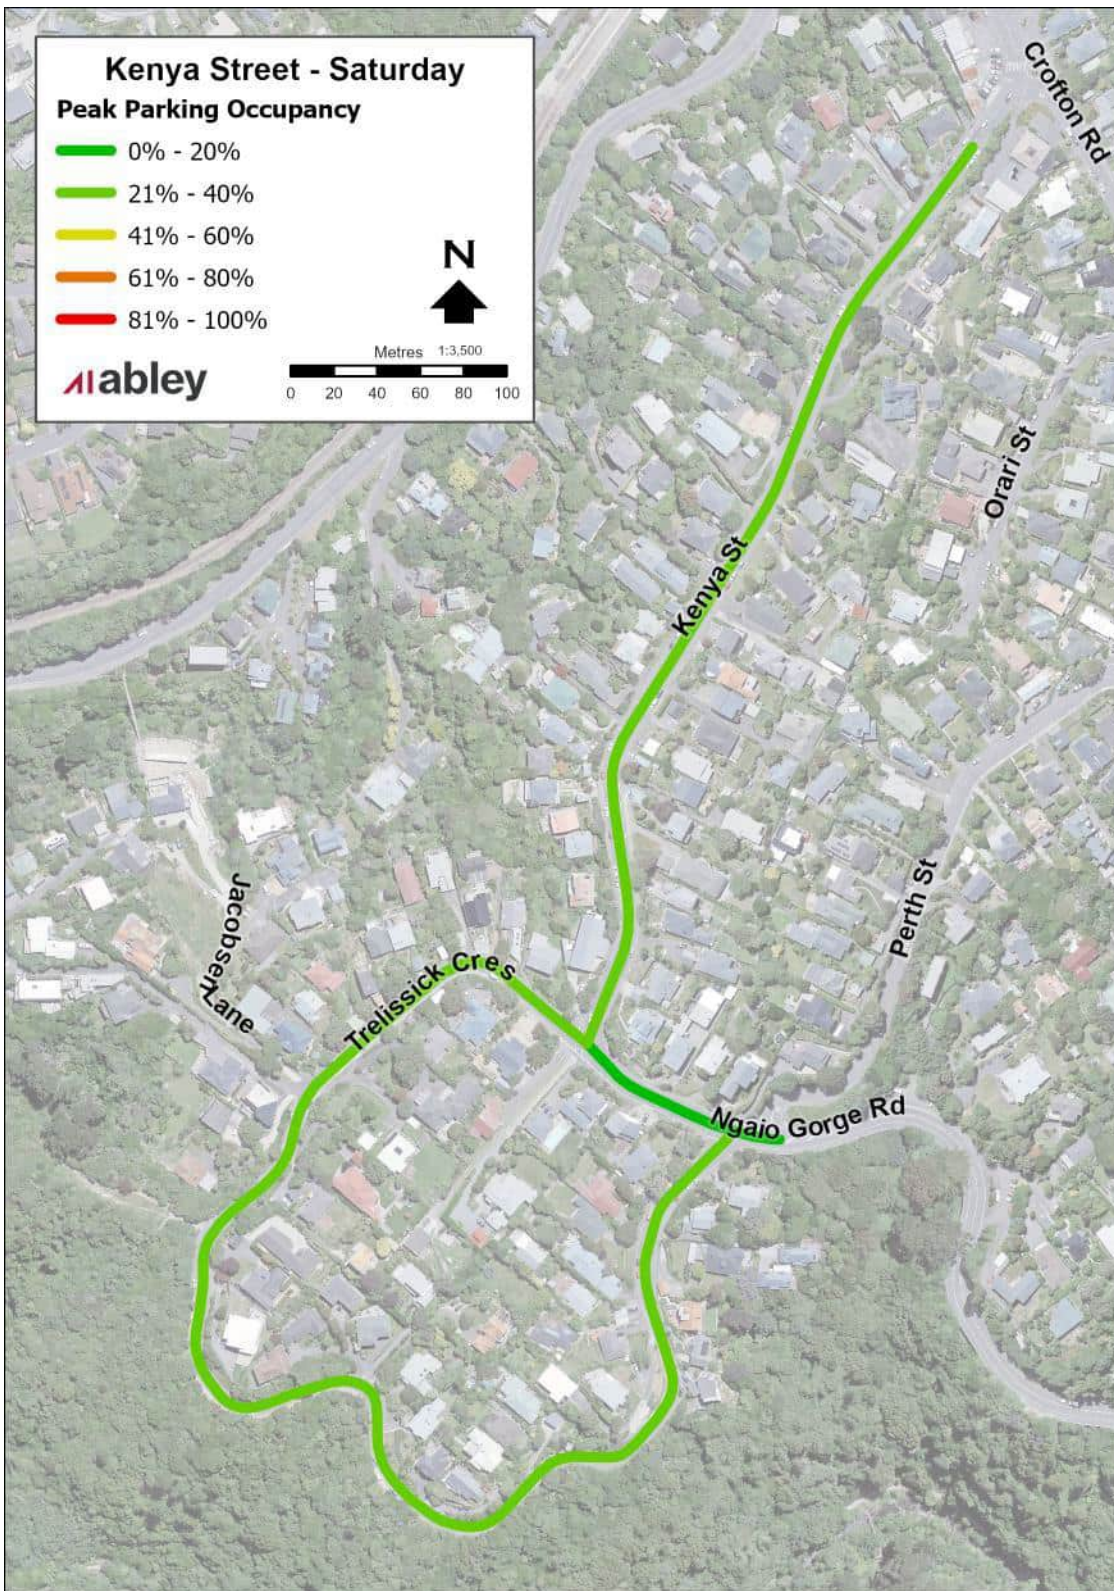 Kenya Street - Saturday
Peak Parking Occupancy
0% - 20%
21% - 40%
41% - 60%
61% - 80%
81% - 100%
N
Metres 1:3,500
0 20 40 60 80 100
abley
Crofton Rd
Orari St
Kenya St
Perth St
Jacobsen
Lane
Trelissick Cres
Ngaio Gorge Rd